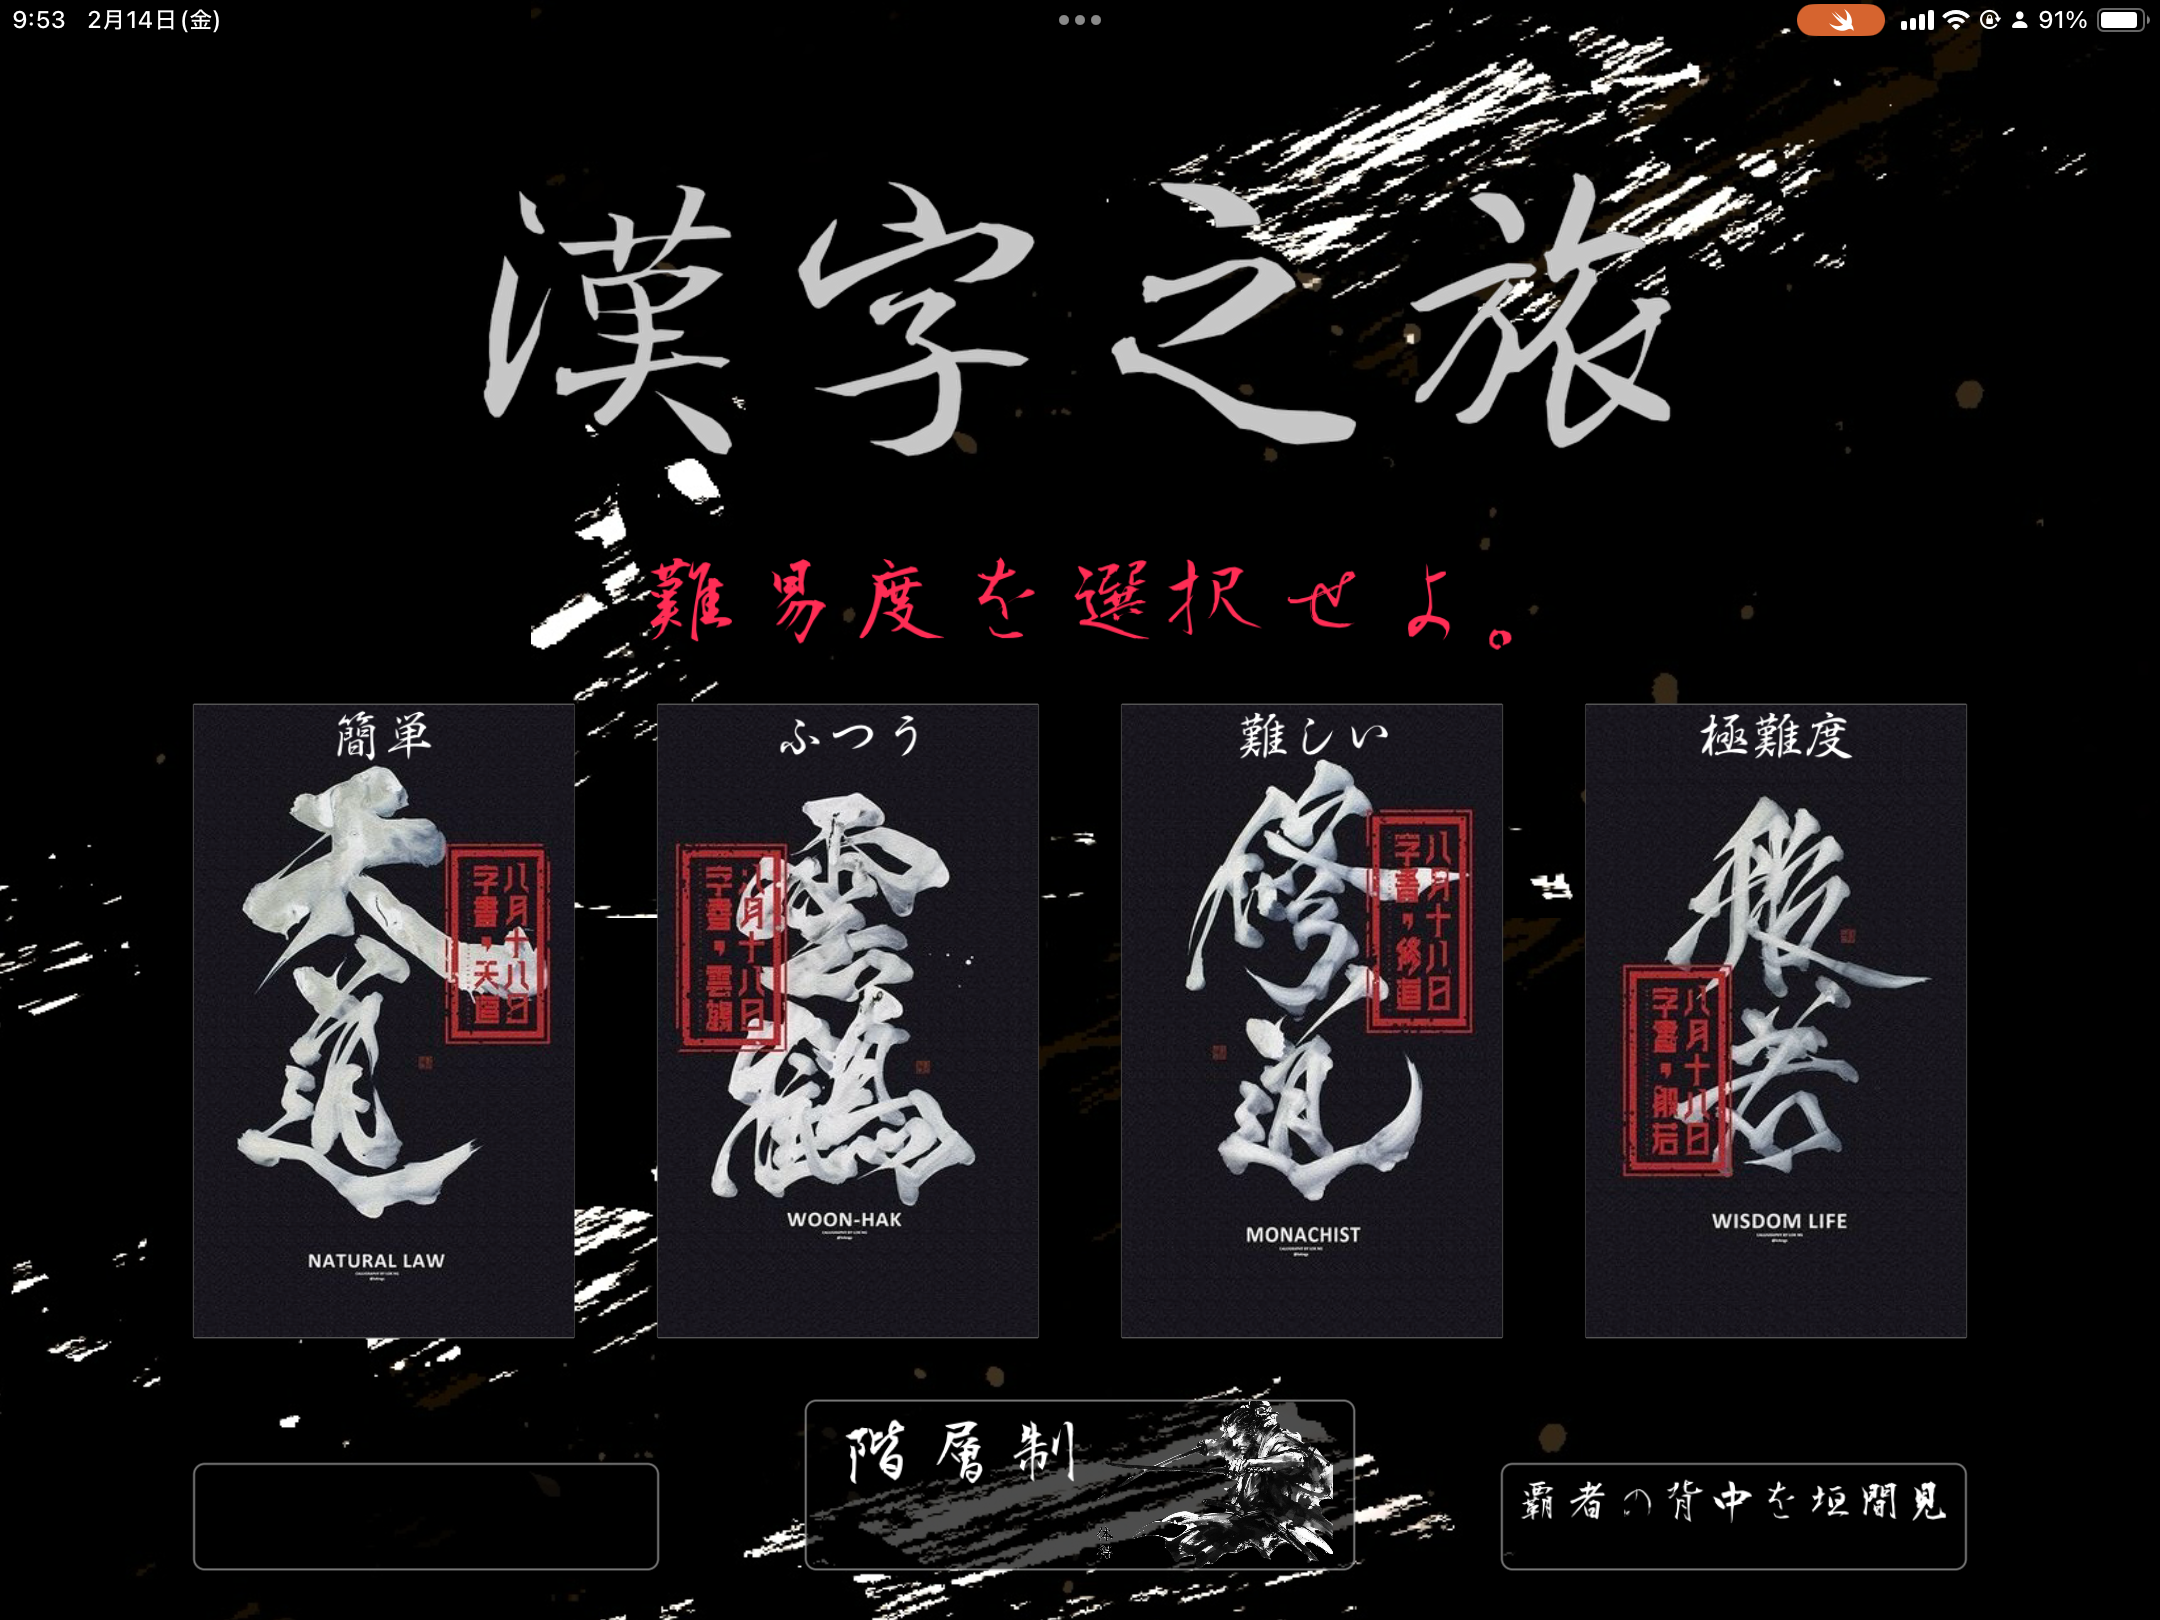 9:53 2月14日(金)
91%
漢字之旅
難易度を選択せよ。
簡単
天道
八月十八日
字書，天道
NATURAL LAW
ふつう
雲鶴
八月十八日
字書，雲鶴
WOON-HAK
難しい
修道
八月十八日
字書，修道
MONACHIST
極難度
般若
八月十八日
字書，般若
WISDOM LIFE
階層制
覇者の背中を垣間見